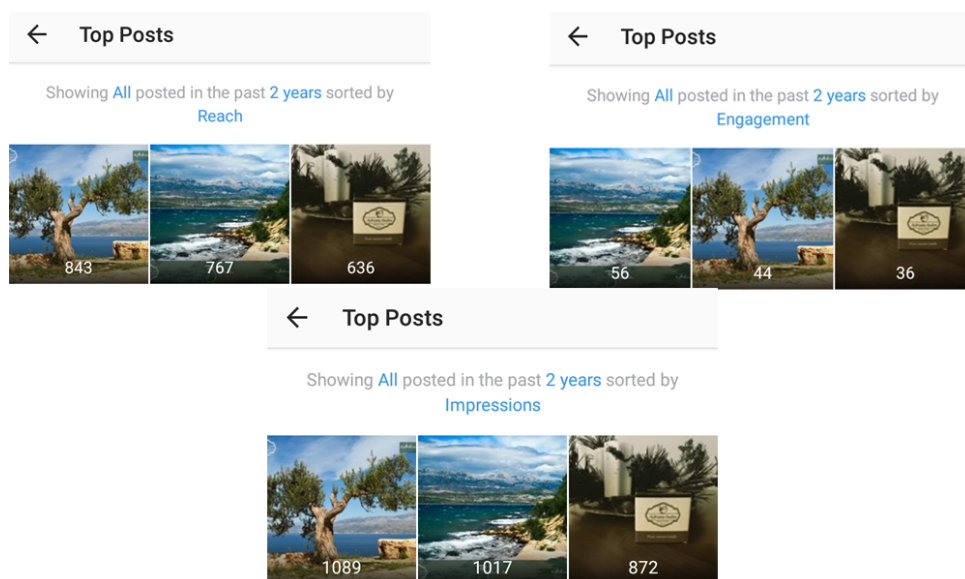 Top Posts
Showing All posted in the past 2 years sorted by
Reach
843
767
636
Top Posts
Showing All posted in the past 2 years sorted by
Engagement
56
44
36
Top Posts
Showing All posted in the past 2 years sorted by
Impressions
1089
1017
872